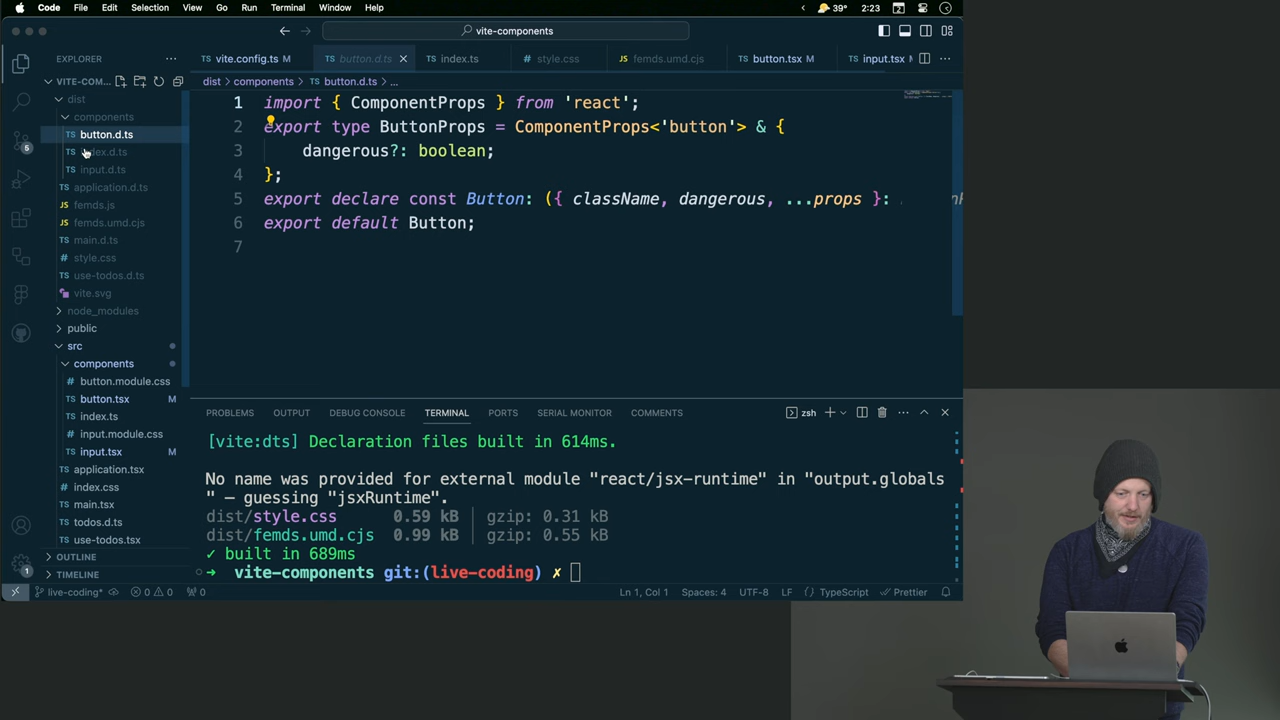 Code File Edit Selection View Go Run Terminal Window Help
39° 2:23
vite-components
EXPLORER
vite.config.ts M
button.d.ts
index.ts
style.css
femds.umd.cjs
button.tsx M
input.tsx
VITE-COM...
dist > components > button.d.ts > ...
dist
components
button.d.ts
index.d.ts
input.d.ts
application.d.ts
femds.js
femds.umd.cjs
main.d.ts
style.css
use-todos.d.ts
vite.svg
node_modules
public
src
components
button.module.css
button.tsx M
index.ts
input.module.css
input.tsx M
application.tsx
index.css
main.tsx
todos.d.ts
use-todos.tsx
OUTLINE
TIMELINE
5
1
1 import { ComponentProps } from 'react';
2 export type ButtonProps = ComponentProps<'button'> & {
3 dangerous?: boolean;
4 };
5 export declare const Button: ({ className, dangerous, ...props }:
6 export default Button;
7
PROBLEMS OUTPUT DEBUG CONSOLE TERMINAL PORTS SERIAL MONITOR COMMENTS
zsh
[vite:dts] Declaration files built in 614ms.
No name was provided for external module "react/jsx-runtime" in "output.globals
" – guessing "jsxRuntime".
dist/style.css 0.59 kB │ gzip: 0.31 kB
dist/femds.umd.cjs 0.99 kB │ gzip: 0.55 kB
✓ built in 689ms
➜ vite-components git:(live-coding) ✗
live-coding* 0 0 0
Ln 1, Col 1 Spaces: 4 UTF-8 LF {} TypeScript Prettier